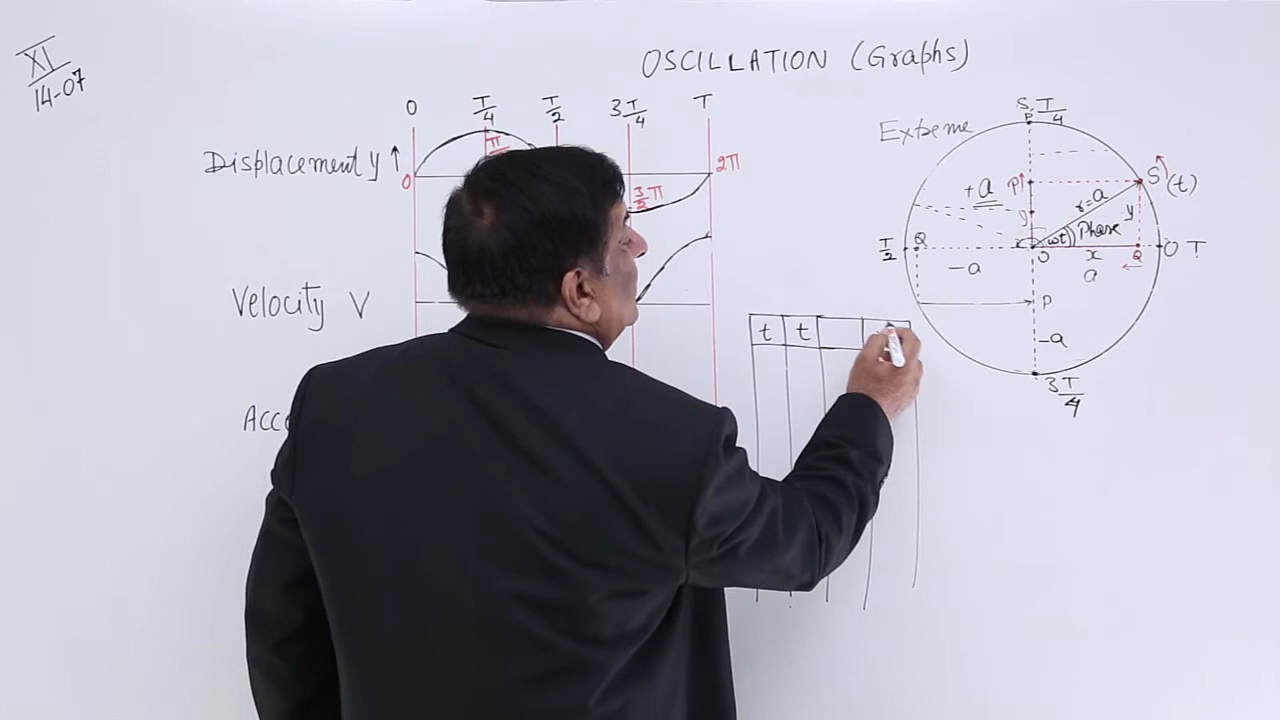 XI
14-07
OSCILLATION (Graphs)
0 T/4 T/2 3T/4 T
Displacement y ↑
0 π 3/2 π 2π
Velocity V
Acc
t t
Exteme
S, T/4
P
+a
P
y
r=a
S (t)
y
ωt
Phase
T/2 Q
O x Q O T
-a
a
P
-a
3T/4